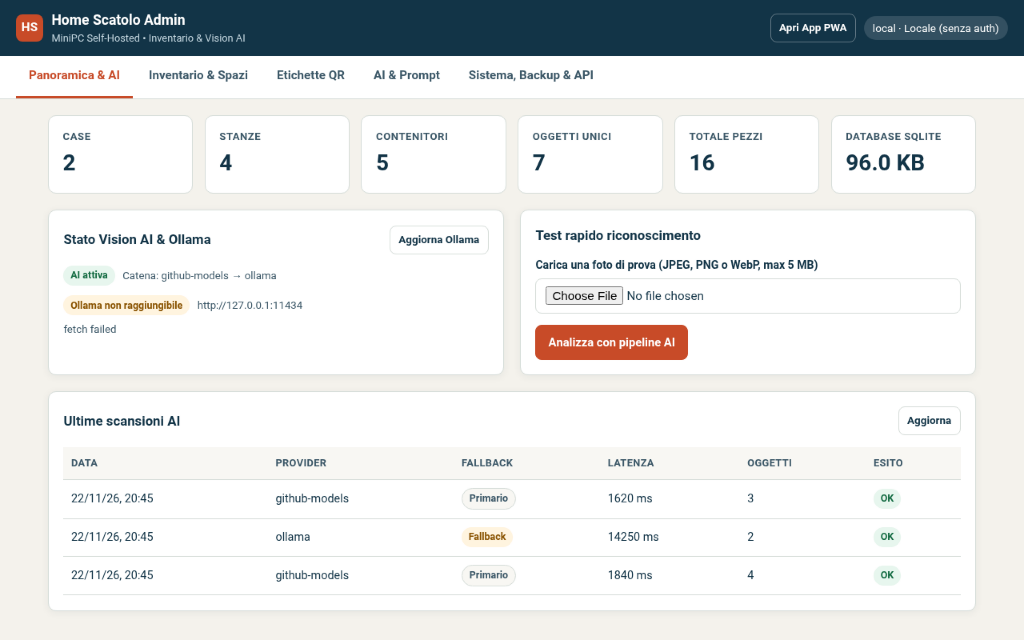 HS
Home Scatolo Admin
MiniPC Self-Hosted • Inventario & Vision AI
Apri App PWA
local · Locale (senza auth)
Panoramica & AI
Inventario & Spazi
Etichette QR
AI & Prompt
Sistema, Backup & API
CASE
2
STANZE
4
CONTENITORI
5
OGGETTI UNICI
7
TOTALE PEZZI
16
DATABASE SQLITE
96.0 KB
Stato Vision AI & Ollama
Aggiorna Ollama
AI attiva Catena: github-models → ollama
Ollama non raggiungibile http://127.0.0.1:11434
fetch failed
Test rapido riconoscimento
Carica una foto di prova (JPEG, PNG o WebP, max 5 MB)
Choose File No file chosen
Analizza con pipeline AI
Ultime scansioni AI
Aggiorna
DATA PROVIDER FALLBACK LATENZA OGGETTI ESITO
22/11/26, 20:45 github-models Primario 1620 ms 3 OK
22/11/26, 20:45 ollama Fallback 14250 ms 2 OK
22/11/26, 20:45 github-models Primario 1840 ms 4 OK